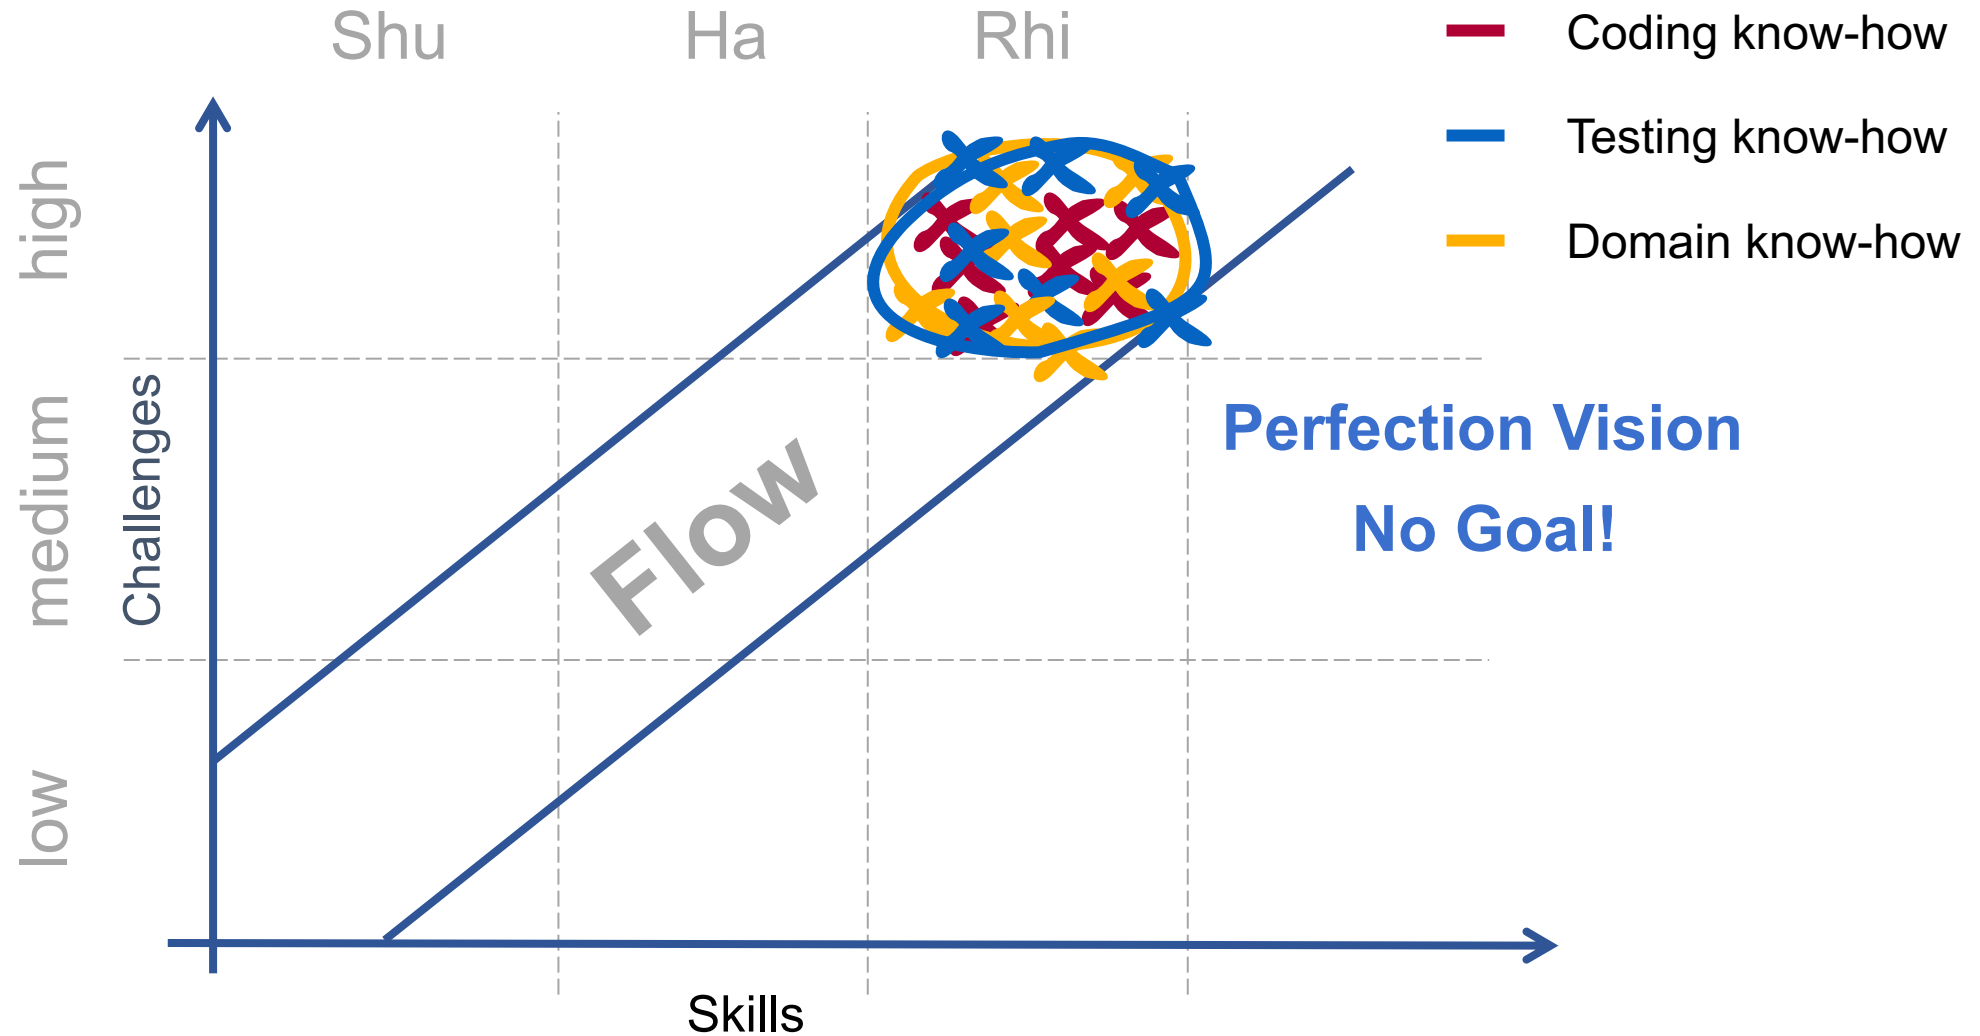 Shu
Ha
Rhi
Coding know-how
Testing know-how
Domain know-how
high
medium
low
Challenges
Flow
Perfection Vision
No Goal!
Skills